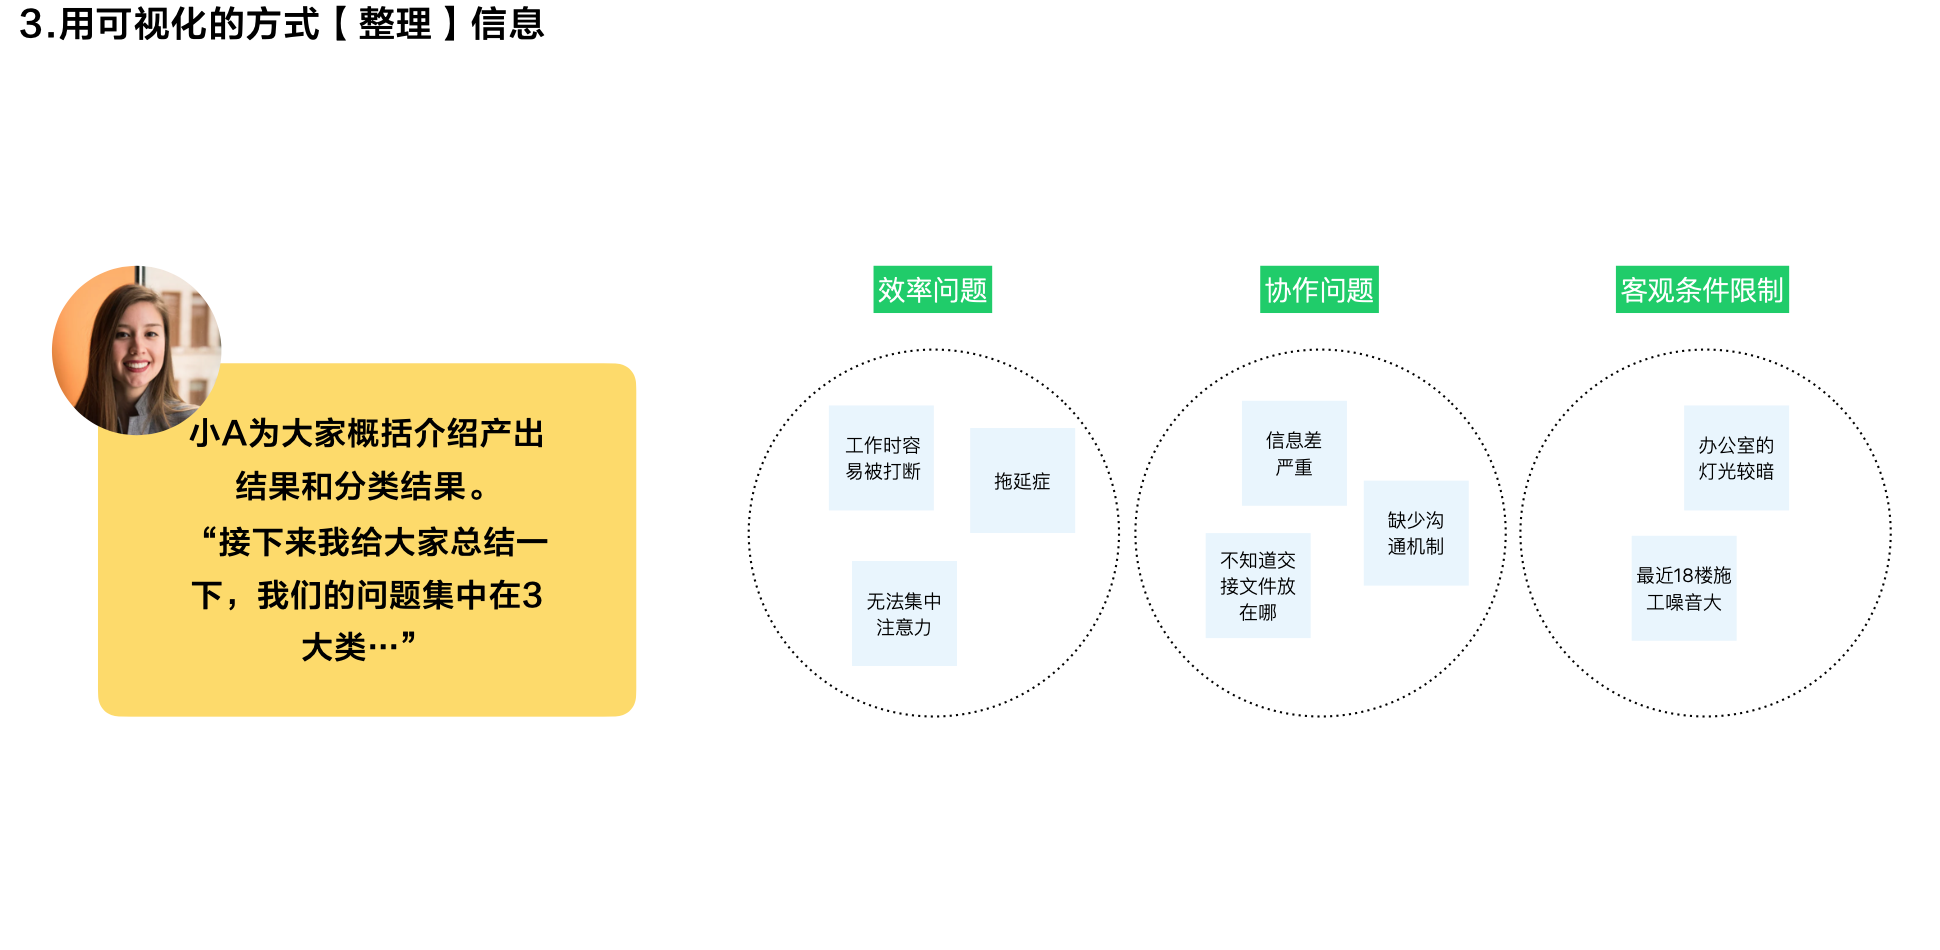 3.用可视化的方式【整理】信息
小A为大家概括介绍产出
结果和分类结果。
“接下来我给大家总结一
下，我们的问题集中在3
大类…”
效率问题
工作时容
易被打断
拖延症
无法集中
注意力
协作问题
信息差
严重
缺少沟
通机制
不知道交
接文件放
在哪
客观条件限制
办公室的
灯光较暗
最近18楼施
工噪音大